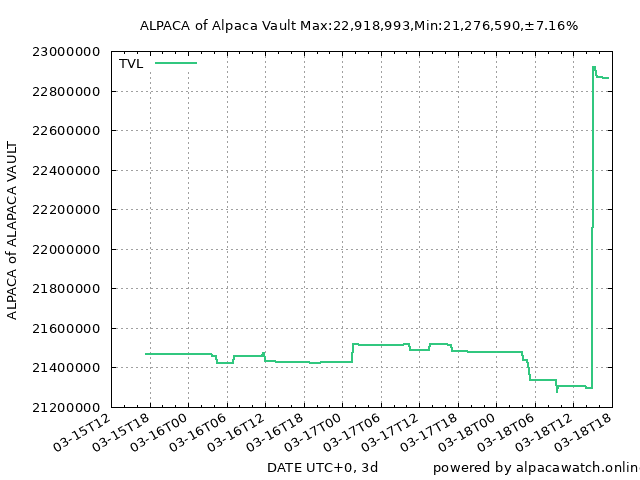 ALPACA of Alpaca Vault Max:22,918,993,Min:21,276,590,±7.16%
TVL
ALPACA of ALAPACA VAULT
23000000
22800000
22600000
22400000
22200000
22000000
21800000
21600000
21400000
21200000
03-15T12
03-15T18
03-16T00
03-16T06
03-16T12
03-16T18
03-17T00
03-17T06
03-17T12
03-17T18
03-18T00
03-18T06
03-18T12
03-18T18
DATE UTC+0, 3d
powered by alpacawatch.onlin